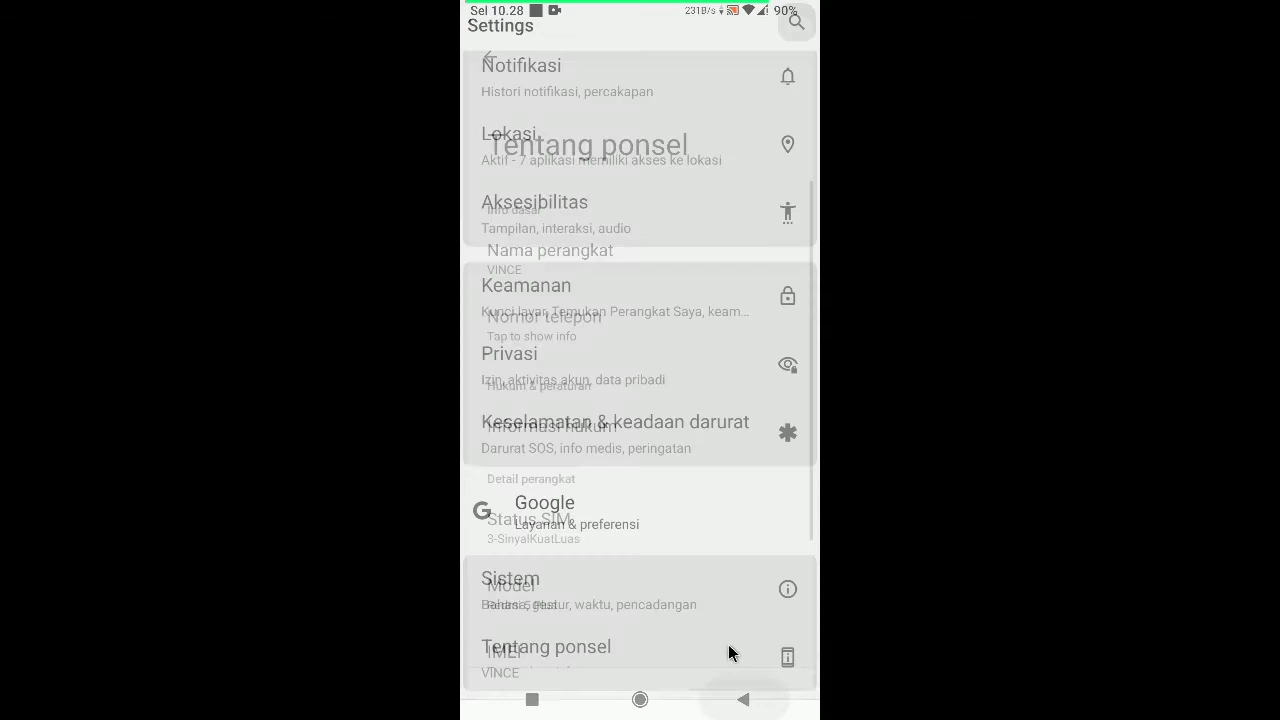 Sel 10.28
231B/s
90%
Settings
Notifikasi
Histori notifikasi, percakapan
Lokasi
Tentang ponsel
Aktif - 7 aplikasi memiliki akses ke lokasi
Aksesibilitas
Info dasar
Tampilan, interaksi, audio
Nama perangkat
VINCE
Keamanan
Kunci layar, Temukan Perangkat Saya, keam...
Nomor telepon
Tap to show info
Privasi
Izin, aktivitas akun, data pribadi
Hukum & peraturan
Keselamatan & keadaan darurat
Informasi hukum
Darurat SOS, info medis, peringatan
Detail perangkat
Google
Status SIM
Layanan & preferensi
3-SinyalKuatLuas
Sistem
Model
Bahasa, gestur, waktu, pencadangan
Redmi 5 Plus
Tentang ponsel
IMEI
VINCE